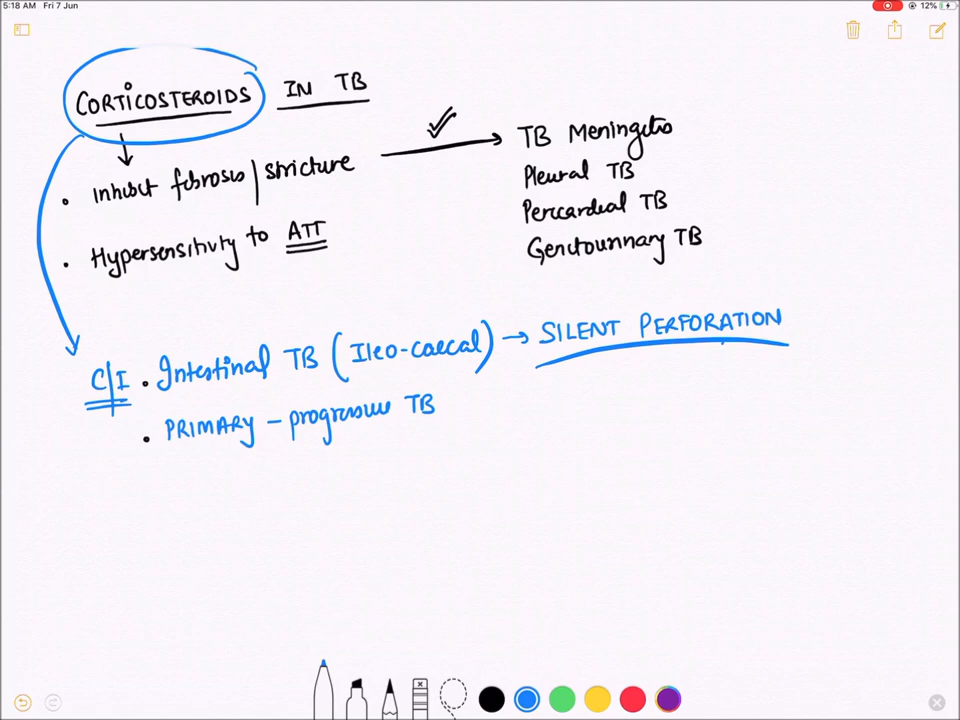 5:18 AM Fri 7 Jun 12%
CORTICOSTEROIDS IN TB
• Inhibit fibrosis/stricture
• Hypersensitivity to ATT
TB Meningitis
Pleural TB
Percardial TB
Genitourinary TB
C/I • Intestinal TB (Ileo-caecal) → SILENT PERFORATION
• PRIMARY - progressive TB